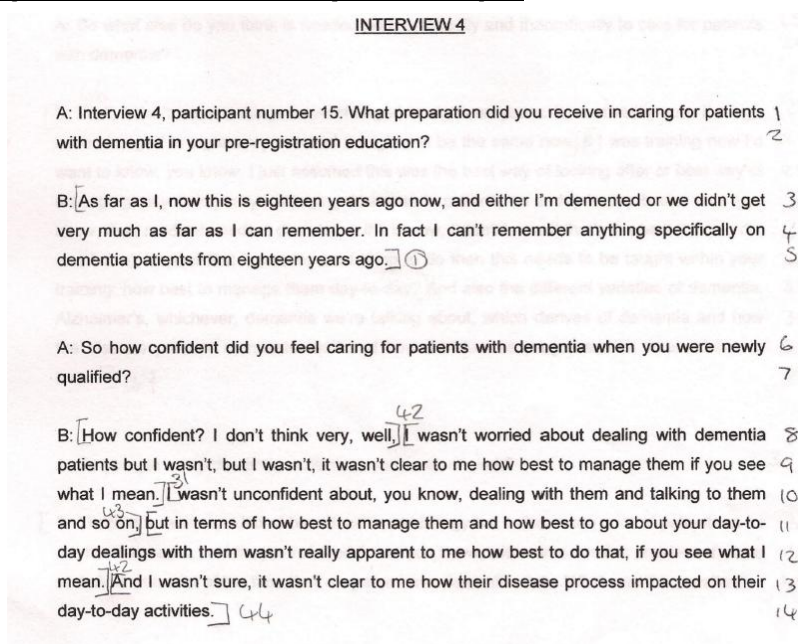 INTERVIEW 4
A: Interview 4, participant number 15. What preparation did you receive in caring for patients 1
with dementia in your pre-registration education? 2
B: [As far as I, now this is eighteen years ago now, and either I'm demented or we didn't get 3
very much as far as I can remember. In fact I can't remember anything specifically on 4
dementia patients from eighteen years ago.] ① 5
A: So how confident did you feel caring for patients with dementia when you were newly 6
qualified? 7
42
B: [How confident? I don't think very, well,] [I wasn't worried about dealing with dementia 8
patients but I wasn't, but I wasn't, it wasn't clear to me how best to manage them if you see 9
31
what I mean.] [I wasn't unconfident about, you know, dealing with them and talking to them 10
43
and so on,] [but in terms of how best to manage them and how best to go about your day-to- 11
day dealings with them wasn't really apparent to me how best to do that, if you see what I 12
42
mean.] [And I wasn't sure, it wasn't clear to me how their disease process impacted on their 13
day-to-day activities.] 44 14